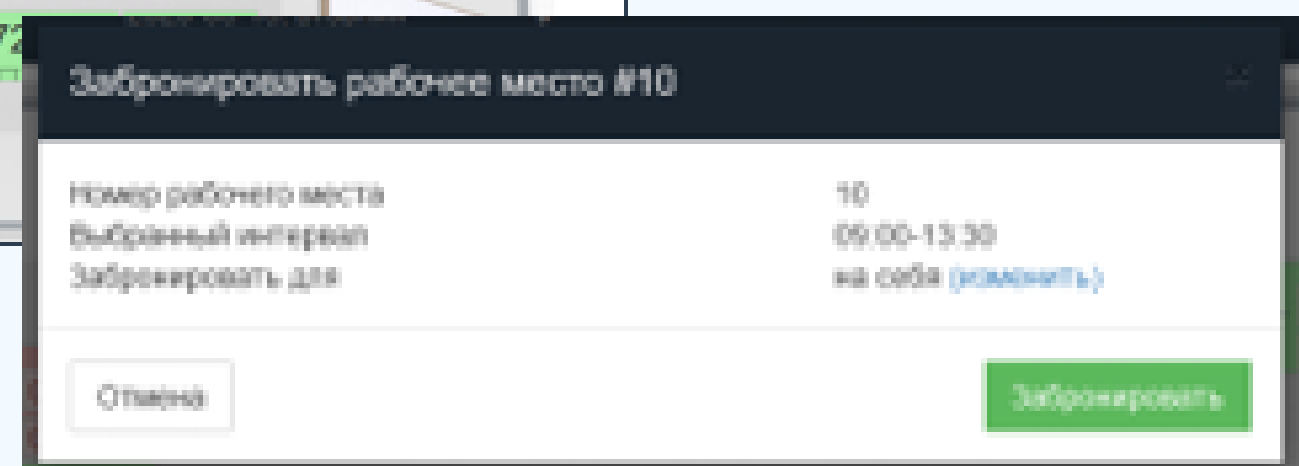 72
Забронировать рабочее место #10
×
Номер рабочего места 10
Выбранный интервал 09:00-13:30
Забронировать для на себя (изменить)
Отмена Забронировать